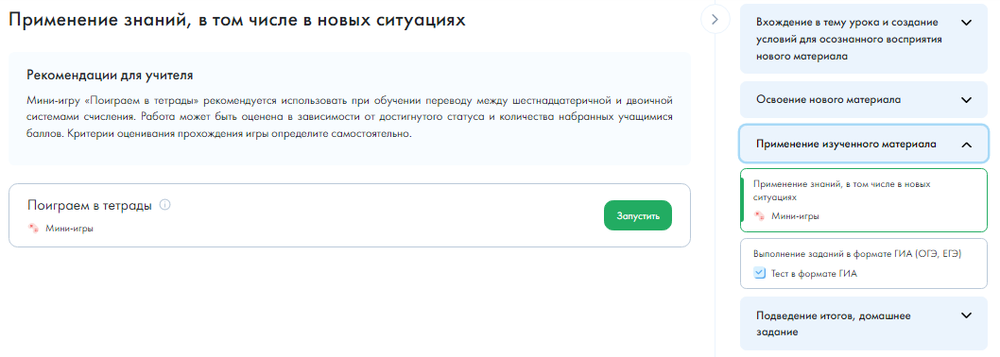 Применение знаний, в том числе в новых ситуациях
Рекомендации для учителя
Мини-игру «Поиграем в тетрады» рекомендуется использовать при обучении переводу между шестнадцатеричной и двоичной
системами счисления. Работа может быть оценена в зависимости от достигнутого статуса и количества набранных учащимися
баллов. Критерии оценивания прохождения игры определите самостоятельно.
Поиграем в тетрады
Мини-игры
Запустить
Вхождение в тему урока и создание
условий для осознанного восприятия
нового материала
Освоение нового материала
Применение изученного материала
Применение знаний, в том числе в новых
ситуациях
Мини-игры
Выполнение заданий в формате ГИА (ОГЭ, ЕГЭ)
Тест в формате ГИА
Подведение итогов, домашнее
задание